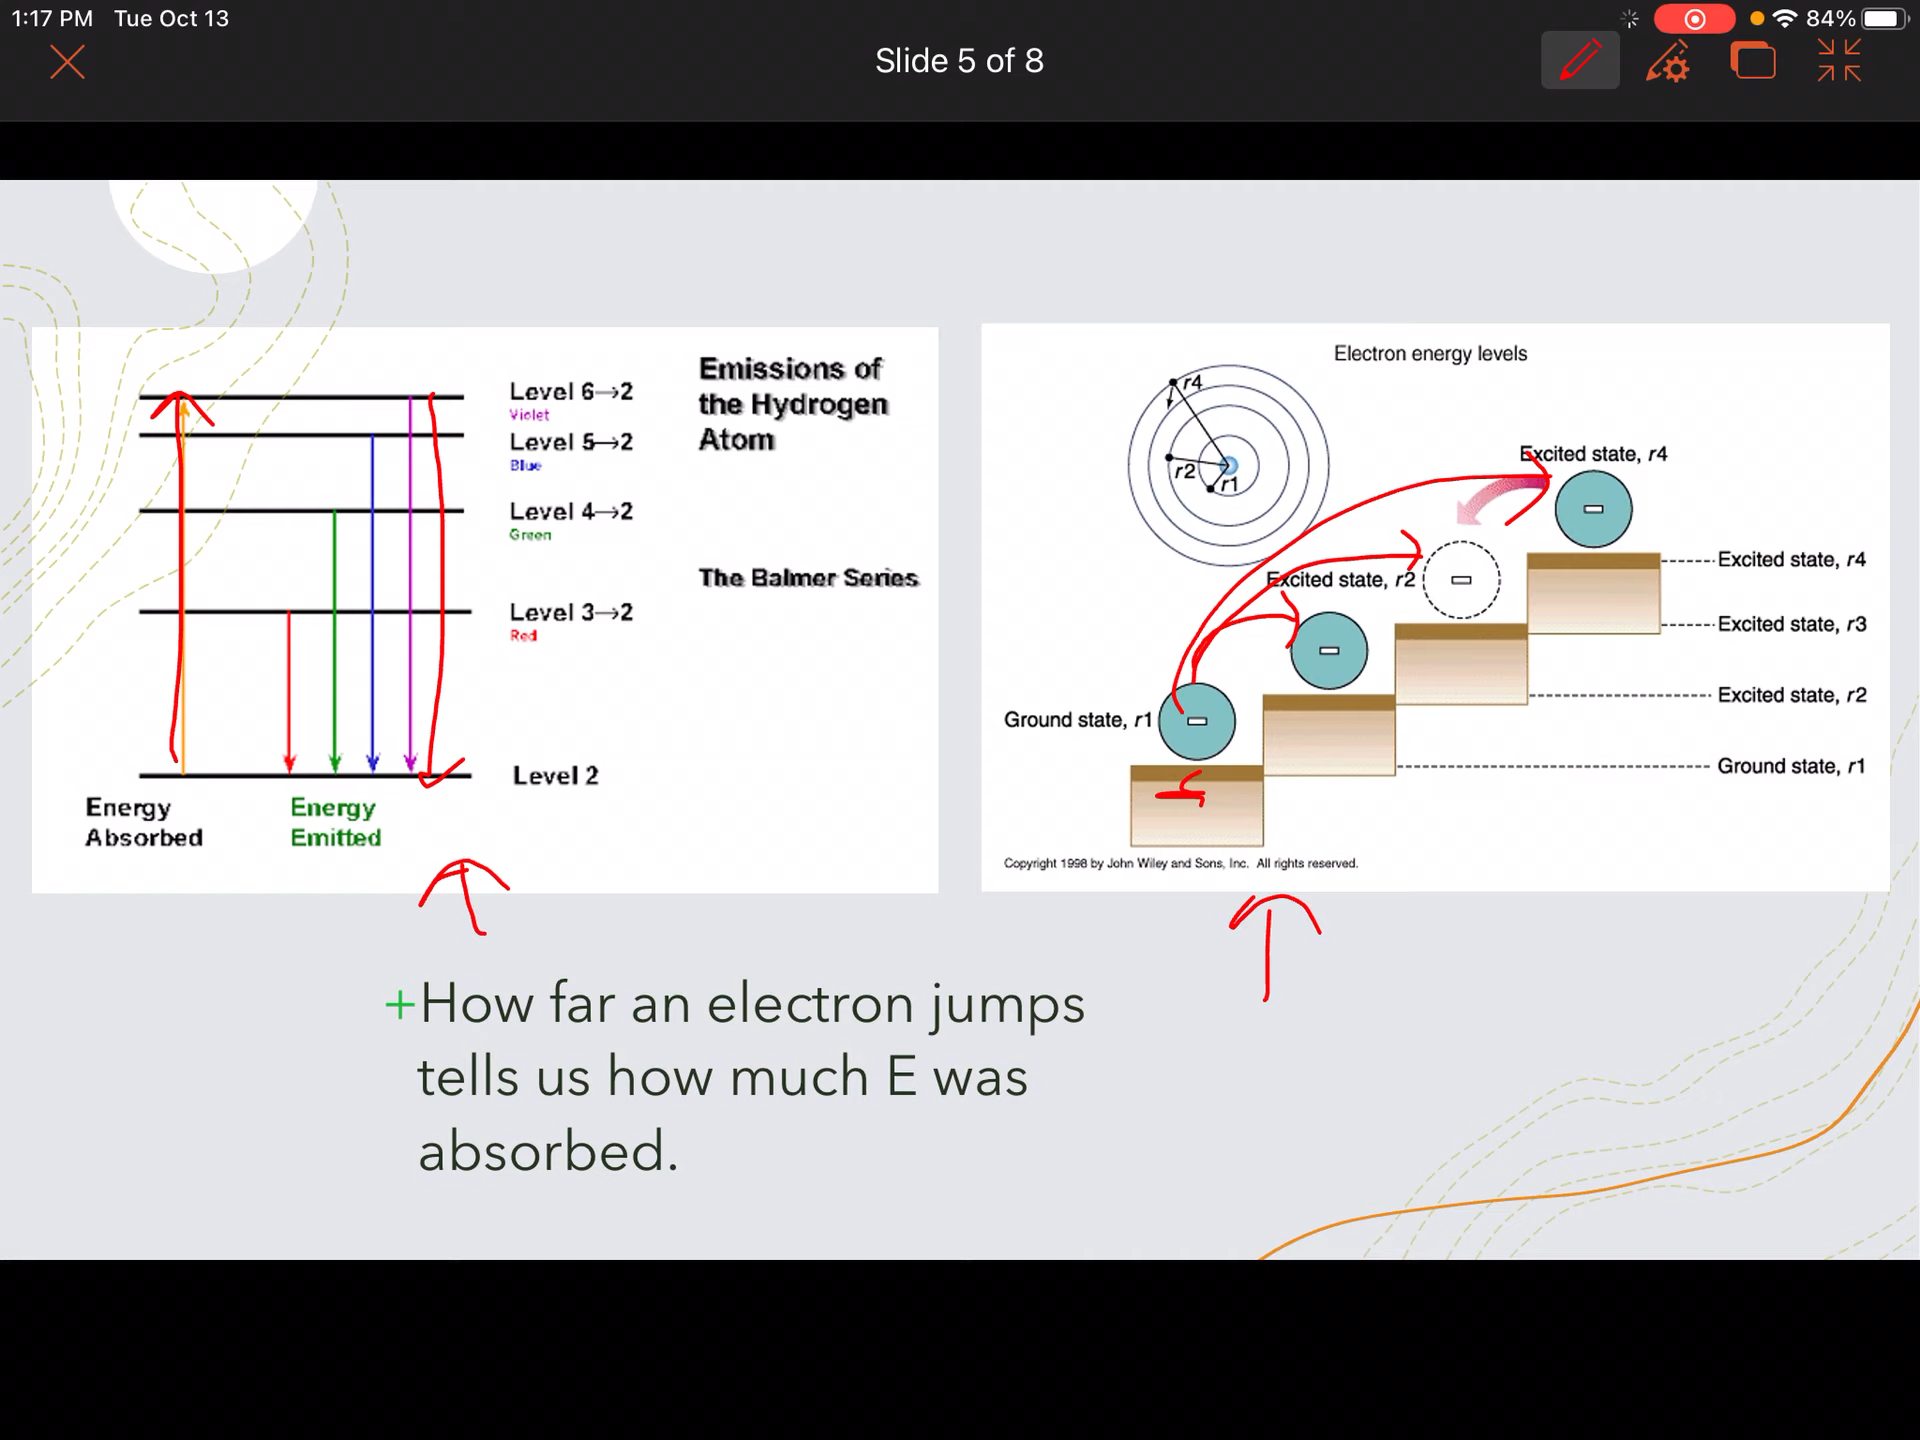 1:17 PM Tue Oct 13
84%
Slide 5 of 8
Level 6→2
Violet
Level 5→2
Blue
Level 4→2
Green
Level 3→2
Red
Level 2
Emissions of
the Hydrogen
Atom
The Balmer Series
Energy
Absorbed
Energy
Emitted
Electron energy levels
r4
r2
r1
Excited state, r4
Excited state, r2
Ground state, r1
Excited state, r4
Excited state, r3
Excited state, r2
Ground state, r1
Copyright 1998 by John Wiley and Sons, Inc. All rights reserved.
+How far an electron jumps
tells us how much E was
absorbed.